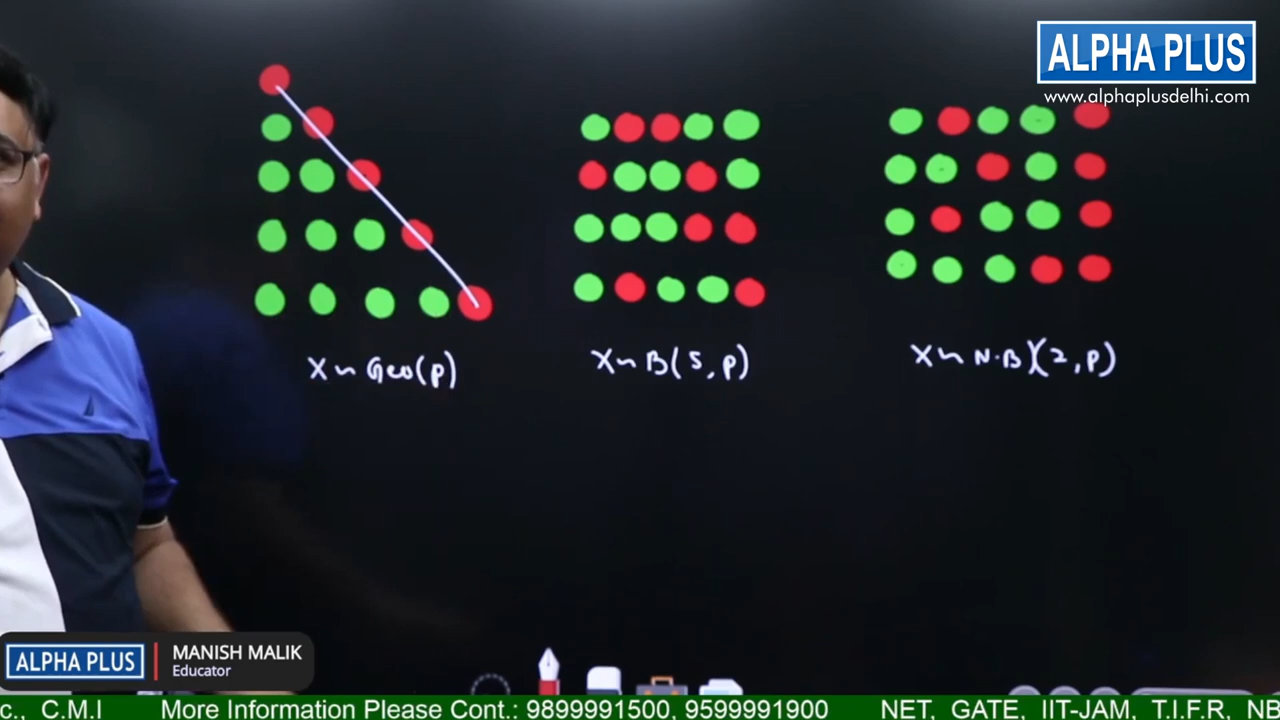 ALPHA PLUS
www.alphaplusdelhi.com
X ~ Geo(p)
X ~ B(5, p)
X ~ N.B)(2, p)
ALPHA PLUS
MANISH MALIK
Educator
c., C.M.I More Information Please Cont.: 9899991500, 9599991900 NET, GATE, IIT-JAM, T.I.F.R, NB